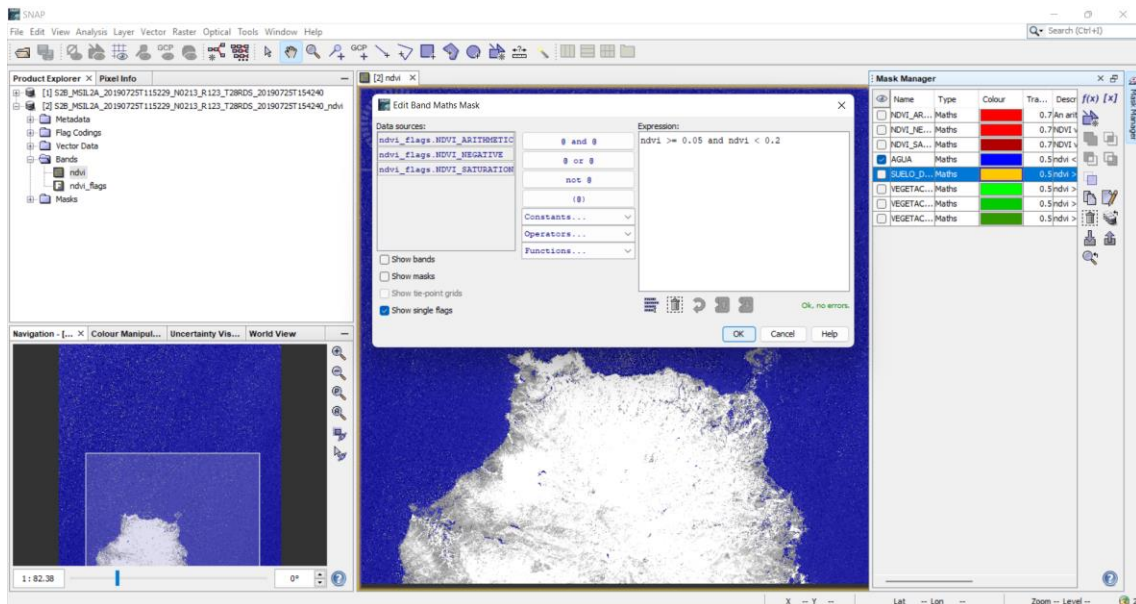 SNAP
File Edit View Analysis Layer Vector Raster Optical Tools Window Help
Search (Ctrl+I)
GCP
GCP
Product Explorer × Pixel Info
[1] S2B_MSIL2A_20190725T115229_N0213_R123_T28RDS_20190725T154240
[2] S2B_MSIL2A_20190725T115229_N0213_R123_T28RDS_20190725T154240_ndvi
Metadata
Flag Codings
Vector Data
Bands
ndvi
ndvi_flags
Masks
[2] ndvi ×
Edit Band Maths Mask
Data sources:
ndvi_flags.NDVI_ARITHMETIC
ndvi_flags.NDVI_NEGATIVE
ndvi_flags.NDVI_SATURATION
@ and @
@ or @
not @
(@)
Constants...
Operators...
Functions...
Expression:
ndvi >= 0.05 and ndvi < 0.2
Show bands
Show masks
Show tie-point grids
Show single flags
Ok, no errors.
OK Cancel Help
Mask Manager
Name Type Colour Tra... Descr
NDVI_AR... Maths 0.7 An arit
NDVI_NE... Maths 0.7 NDVI v
NDVI_SA... Maths 0.7 NDVI v
AGUA Maths 0.5 ndvi <
SUELO_D... Maths 0.5 ndvi >
VEGETAC... Maths 0.5 ndvi >
VEGETAC... Maths 0.5 ndvi >
VEGETAC... Maths 0.5 ndvi >
f(x) [x]
Mask Manager
Navigation - [... × Colour Manipul... Uncertainty Vis... World View
1 : 82.38
0°
X -- Y -- Lat -- Lon -- Zoom -- Level --